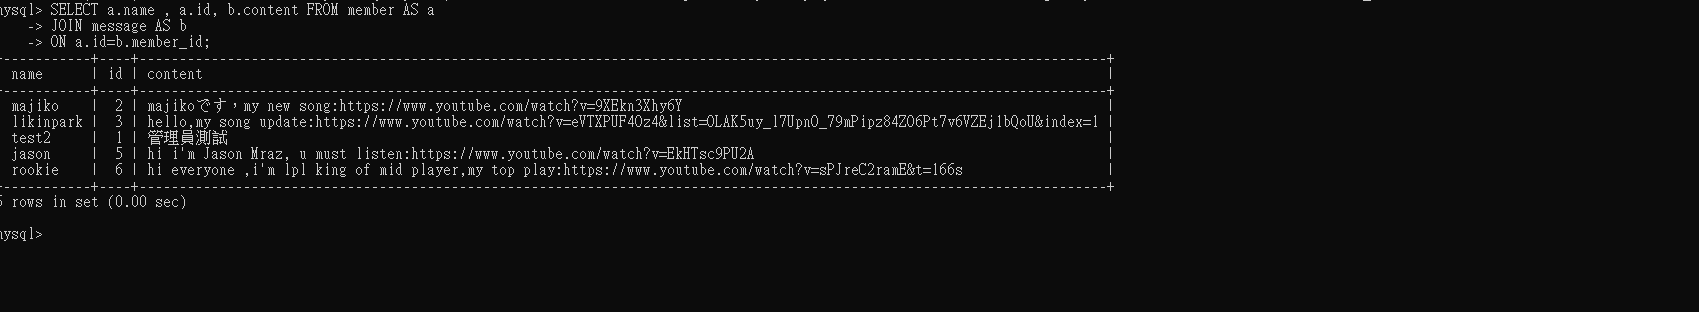 mysql> SELECT a.name , a.id, b.content FROM member AS a
    -> JOIN message AS b
    -> ON a.id=b.member_id;
+-----------+----+
| name      | id | content |
+-----------+----+
| majiko    |  2 | majikoです，my new song:https://www.youtube.com/watch?v=9XEkn3Xhy6Y |
| likinpark |  3 | hello,my song update:https://www.youtube.com/watch?v=eVTXPUF4Oz4&list=OLAK5uy_l7UpnO_79mPipz84ZO6Pt7v6VZEj1bQoU&index=1 |
| test2     |  1 | 管理員測試 |
| jason     |  5 | hi i'm Jason Mraz, u must listen:https://www.youtube.com/watch?v=EkHTsc9PU2A |
| rookie    |  6 | hi everyone ,i'm lpl king of mid player,my top play:https://www.youtube.com/watch?v=sPJreC2ramE&t=166s |
+-----------+----+
5 rows in set (0.00 sec)
mysql>